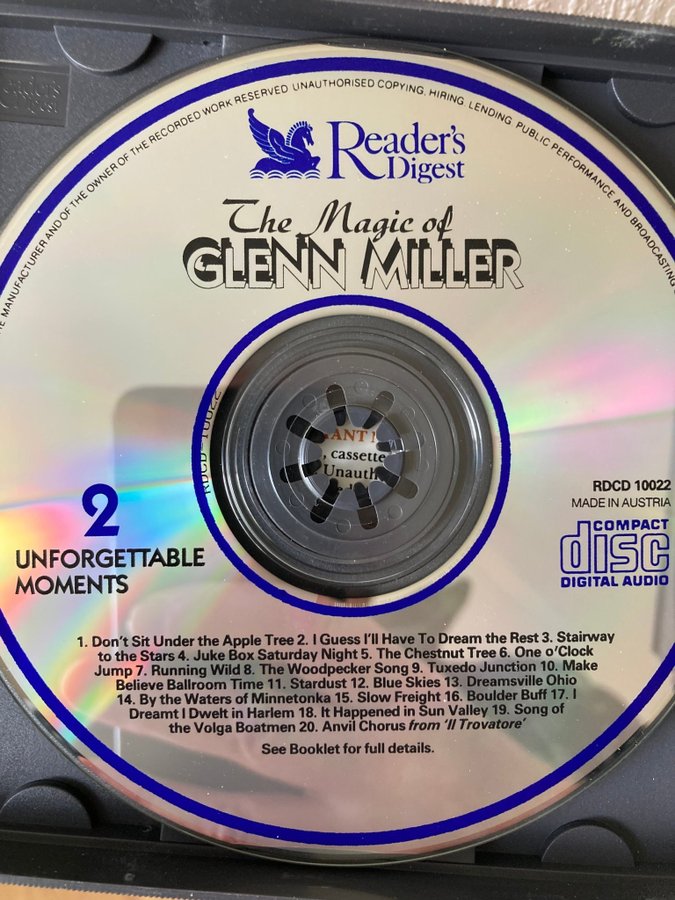 THE MANUFACTURER AND OF THE OWNER OF THE RECORDED WORK RESERVED UNAUTHORISED COPYING, HIRING, LENDING, PUBLIC PERFORMANCE AND BROADCASTING
Reader's
Digest
The Magic of
GLENN MILLER
RDCD 10022
ANT
, cassette
Unauth
2
UNFORGETTABLE
MOMENTS
RDCD 10022
MADE IN AUSTRIA
COMPACT
disc
DIGITAL AUDIO
1. Don't Sit Under the Apple Tree 2. I Guess I'll Have To Dream the Rest 3. Stairway
to the Stars 4. Juke Box Saturday Night 5. The Chestnut Tree 6. One o'Clock
Jump 7. Running Wild 8. The Woodpecker Song 9. Tuxedo Junction 10. Make
Believe Ballroom Time 11. Stardust 12. Blue Skies 13. Dreamsville Ohio
14. By the Waters of Minnetonka 15. Slow Freight 16. Boulder Buff 17. I
Dreamt I Dwelt in Harlem 18. It Happened in Sun Valley 19. Song of
the Volga Boatmen 20. Anvil Chorus from 'Il Trovatore'
See Booklet for full details.